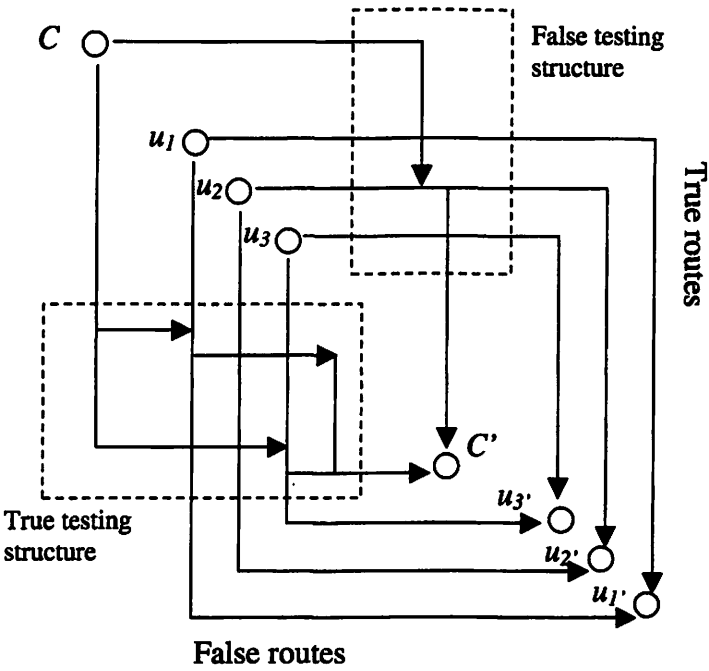 C
False testing
structure
u1
u2
u3
True routes
C'
u3'
True testing
structure
u2'
u1'
False routes